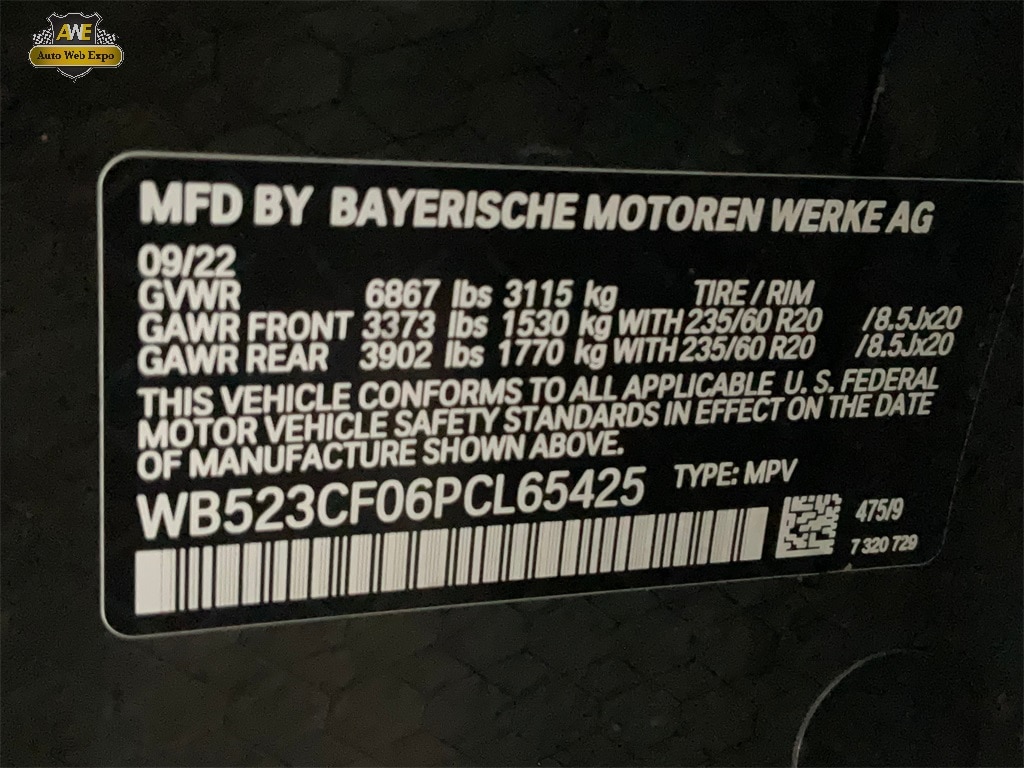 AWE
Auto Web Expo
MFD BY BAYERISCHE MOTOREN WERKE AG
09/22
GVWR 6867 lbs 3115 kg TIRE / RIM
GAWR FRONT 3373 lbs 1530 kg WITH 235/60 R20 /8.5Jx20
GAWR REAR 3902 lbs 1770 kg WITH 235/60 R20 /8.5Jx20
THIS VEHICLE CONFORMS TO ALL APPLICABLE U. S. FEDERAL
MOTOR VEHICLE SAFETY STANDARDS IN EFFECT ON THE DATE
OF MANUFACTURE SHOWN ABOVE.
WB523CF06PCL65425 TYPE: MPV
475/9
7 320 729